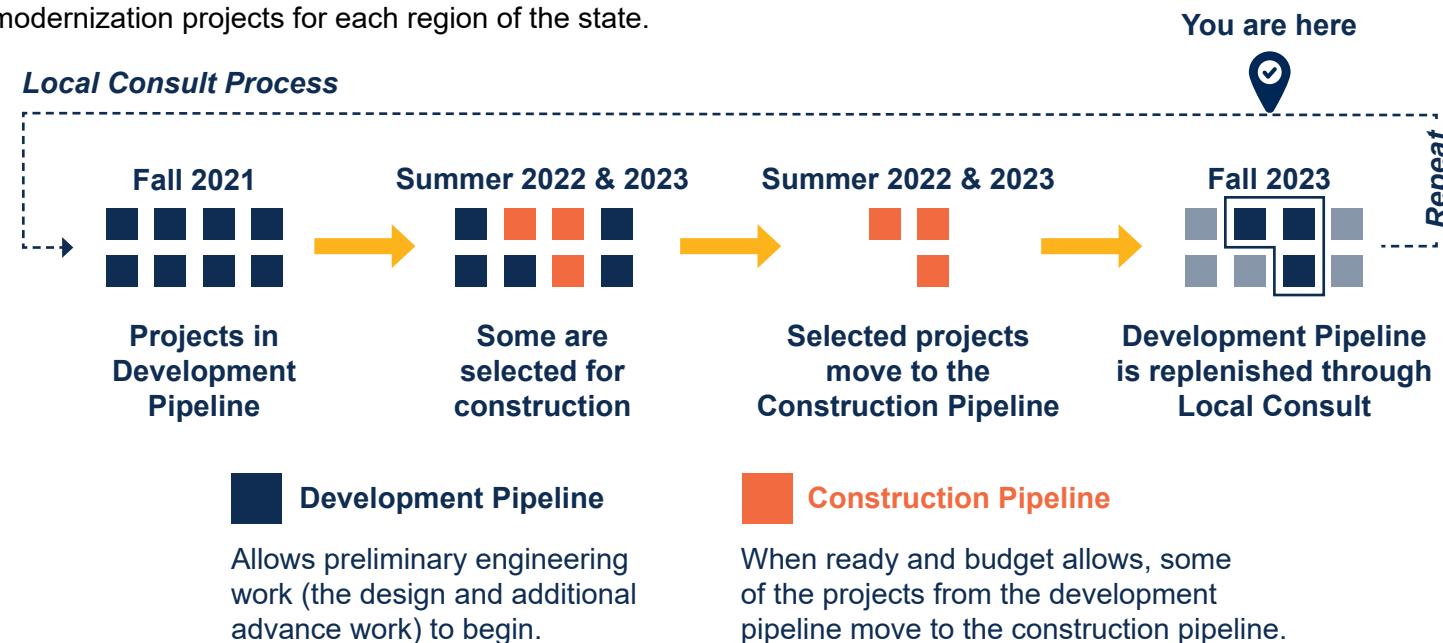 modernization projects for each region of the state.
You are here
Local Consult Process
Repeat
Fall 2021
Summer 2022 & 2023
Summer 2022 & 2023
Fall 2023
Projects in
Development
Pipeline
Some are
selected for
construction
Selected projects
move to the
Construction Pipeline
Development Pipeline
is replenished through
Local Consult
Development Pipeline
Allows preliminary engineering
work (the design and additional
advance work) to begin.
Construction Pipeline
When ready and budget allows, some
of the projects from the development
pipeline move to the construction pipeline.